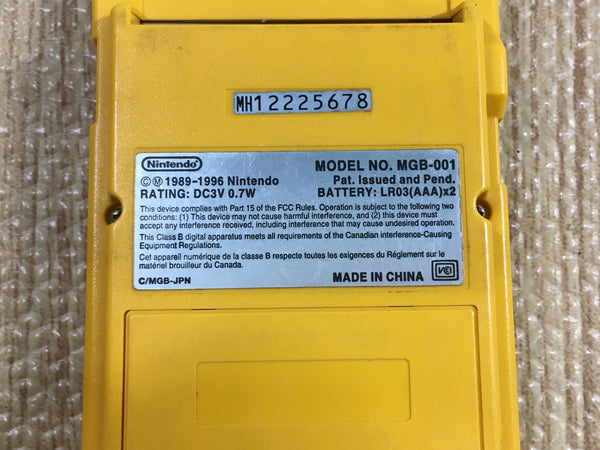 MH12225678
Nintendo
MODEL NO. MGB-001
©Ⓜ 1989-1996 Nintendo
Pat. Issued and Pend.
RATING: DC3V 0.7W
BATTERY: LR03(AAA)x2
This device complies with Part 15 of the FCC Rules. Operation is subject to the following two
conditions: (1) This device may not cause harmful interference, and (2) this device must
accept any interference received, including interference that may cause undesired operation.
This Class B digital apparatus meets all requirements of the Canadian Interference-Causing
Equipment Regulations.
Cet appareil numérique de la classe B respecte toutes les exigences du Réglement sur le
matériel brouilleur du Canada.
C/MGB-JPN
MADE IN CHINA
VCI